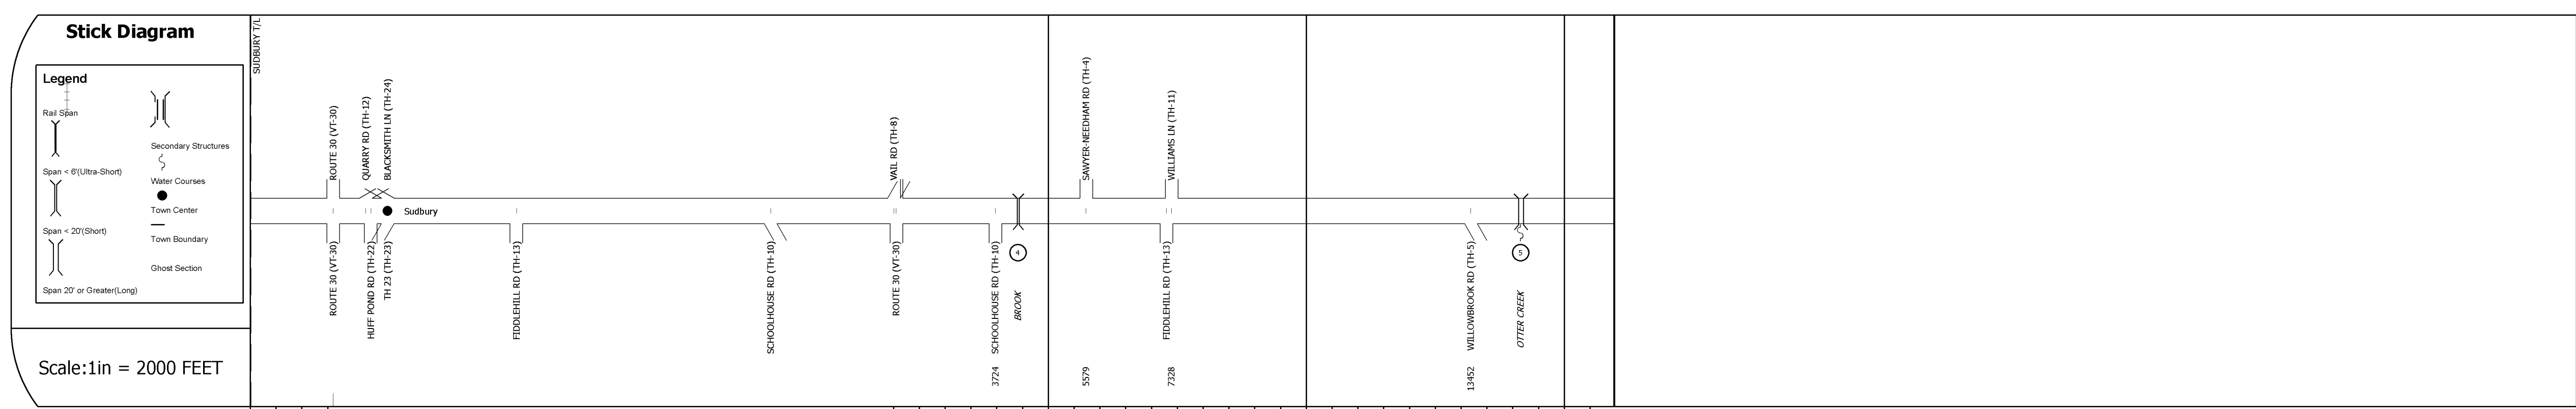 Stick Diagram
Legend
Rail Span
Span < 6'(Ultra-Short)
Span < 20'(Short)
Span 20' or Greater(Long)
Secondary Structures
Water Courses
Town Center
Town Boundary
Ghost Section
Scale:1in = 2000 FEET
SUDBURY T/L
ROUTE 30 (VT-30)
QUARRY RD (TH-12)
BLACKSMITH LN (TH-24)
VAIL RD (TH-8)
SAWYER-NEEDHAM RD (TH-4)
WILLIAMS LN (TH-11)
Sudbury
ROUTE 30 (VT-30)
HUFF POND RD (TH-22)
TH 23 (TH-23)
FIDDLEHILL RD (TH-13)
SCHOOLHOUSE RD (TH-10)
ROUTE 30 (VT-30)
SCHOOLHOUSE RD (TH-10)
4
BROOK
FIDDLEHILL RD (TH-13)
WILLOWBROOK RD (TH-5)
5
OTTER CREEK
3724
5579
7328
13452